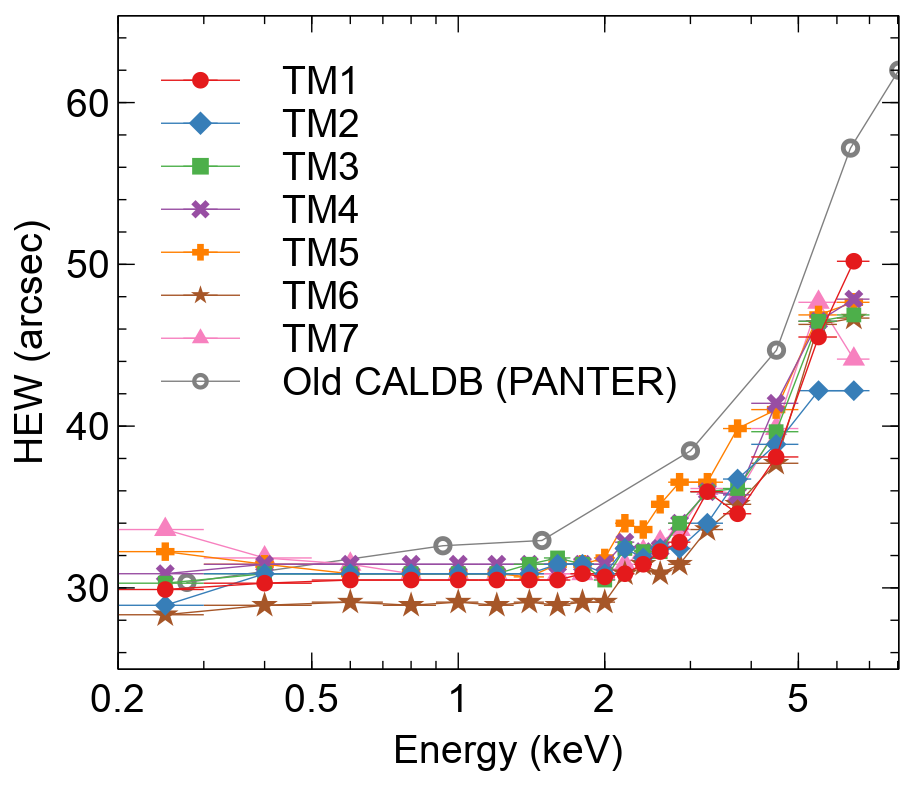 TM1
TM2
TM3
TM4
TM5
TM6
TM7
Old CALDB (PANTER)
HEW (arcsec)
60
50
40
30
0.2 0.5 1 2 5
Energy (keV)